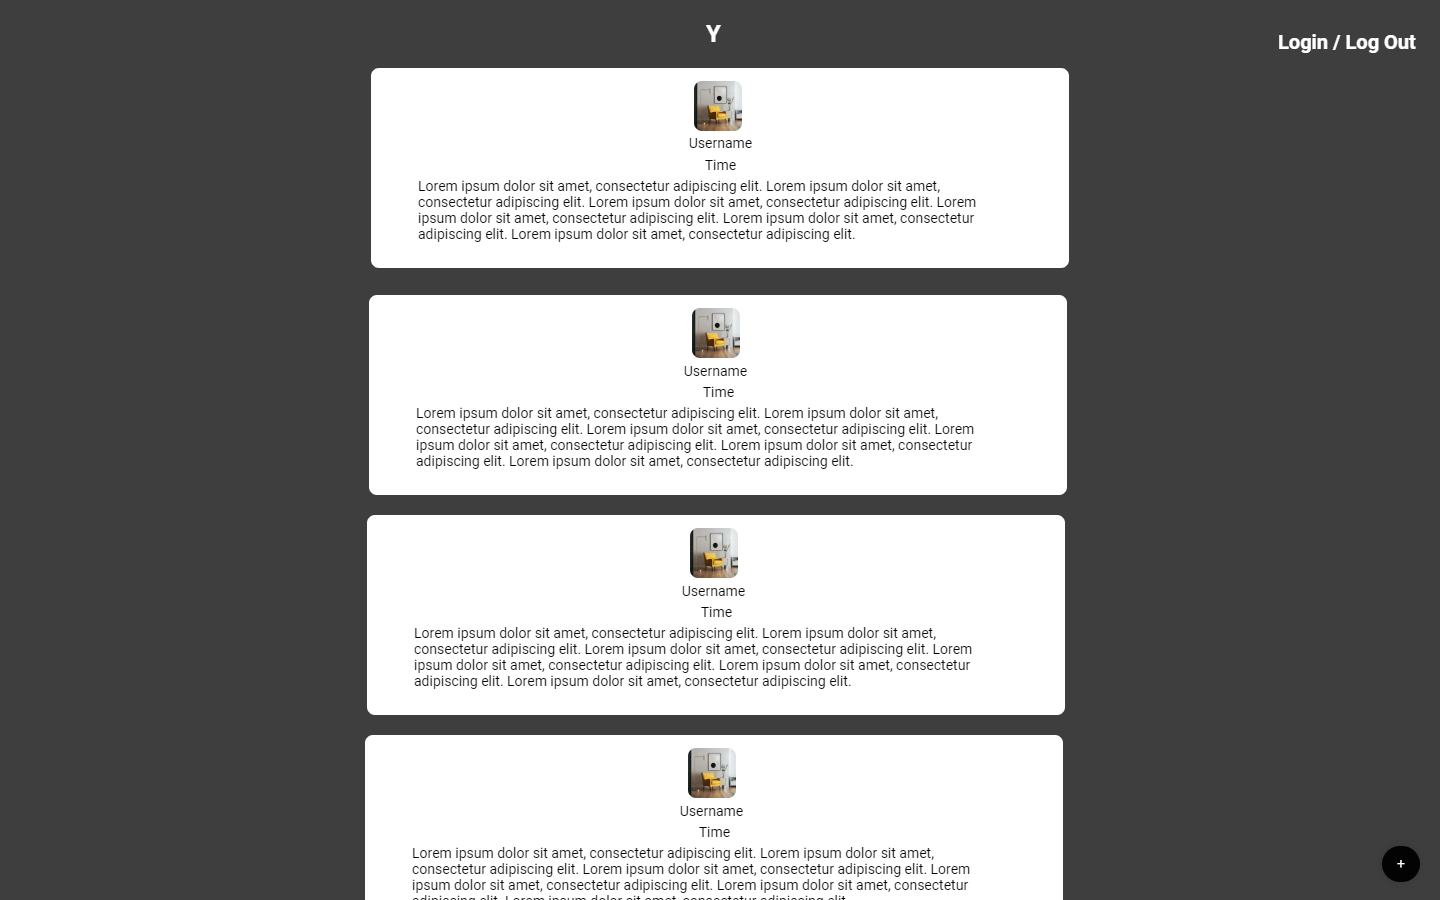 Y
Login / Log Out
Username
Time
Lorem ipsum dolor sit amet, consectetur adipiscing elit. Lorem ipsum dolor sit amet,
consectetur adipiscing elit. Lorem ipsum dolor sit amet, consectetur adipiscing elit. Lorem
ipsum dolor sit amet, consectetur adipiscing elit. Lorem ipsum dolor sit amet, consectetur
adipiscing elit. Lorem ipsum dolor sit amet, consectetur adipiscing elit.
Username
Time
Lorem ipsum dolor sit amet, consectetur adipiscing elit. Lorem ipsum dolor sit amet,
consectetur adipiscing elit. Lorem ipsum dolor sit amet, consectetur adipiscing elit. Lorem
ipsum dolor sit amet, consectetur adipiscing elit. Lorem ipsum dolor sit amet, consectetur
adipiscing elit. Lorem ipsum dolor sit amet, consectetur adipiscing elit.
Username
Time
Lorem ipsum dolor sit amet, consectetur adipiscing elit. Lorem ipsum dolor sit amet,
consectetur adipiscing elit. Lorem ipsum dolor sit amet, consectetur adipiscing elit. Lorem
ipsum dolor sit amet, consectetur adipiscing elit. Lorem ipsum dolor sit amet, consectetur
adipiscing elit. Lorem ipsum dolor sit amet, consectetur adipiscing elit.
Username
Time
Lorem ipsum dolor sit amet, consectetur adipiscing elit. Lorem ipsum dolor sit amet,
consectetur adipiscing elit. Lorem ipsum dolor sit amet, consectetur adipiscing elit. Lorem
ipsum dolor sit amet, consectetur adipiscing elit. Lorem ipsum dolor sit amet, consectetur
adipiscing elit. Lorem ipsum dolor sit amet, consectetur adipiscing elit.
+